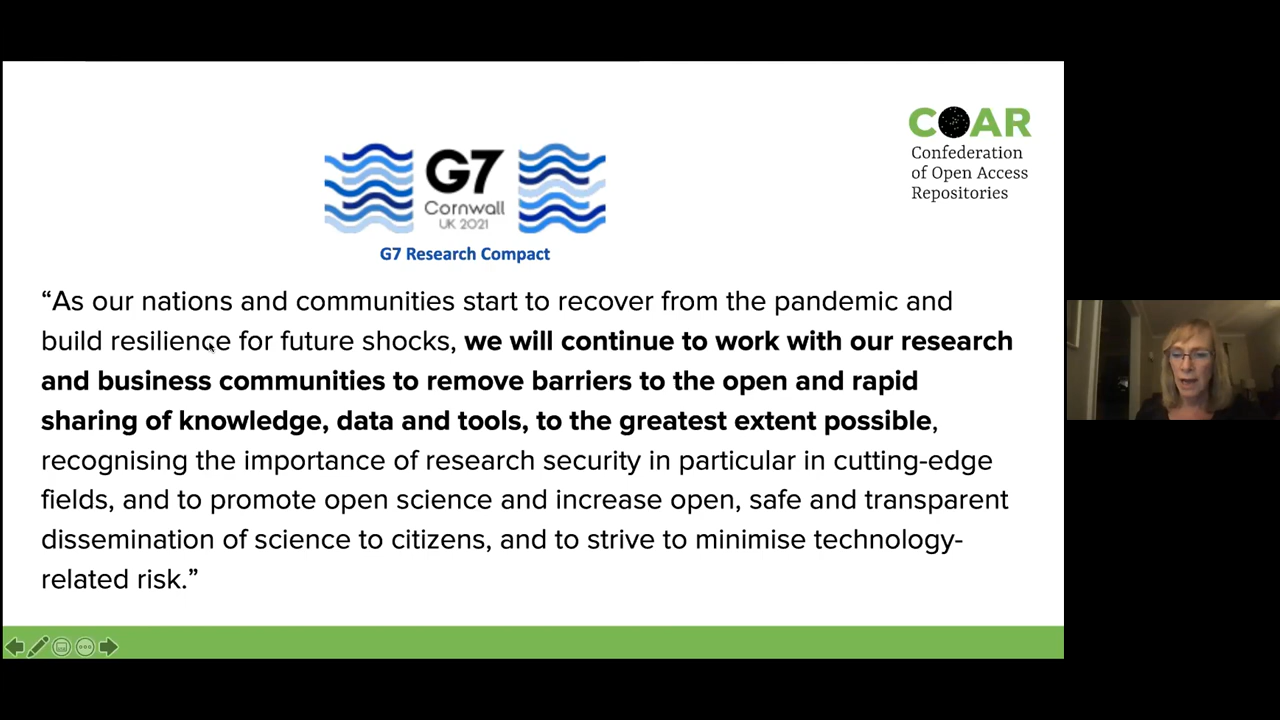 COAR
Confederation
of Open Access
Repositories
G7
Cornwall
UK 2021
G7 Research Compact
“As our nations and communities start to recover from the pandemic and
build resilience for future shocks, we will continue to work with our research
and business communities to remove barriers to the open and rapid
sharing of knowledge, data and tools, to the greatest extent possible,
recognising the importance of research security in particular in cutting-edge
fields, and to promote open science and increase open, safe and transparent
dissemination of science to citizens, and to strive to minimise technology-
related risk.”